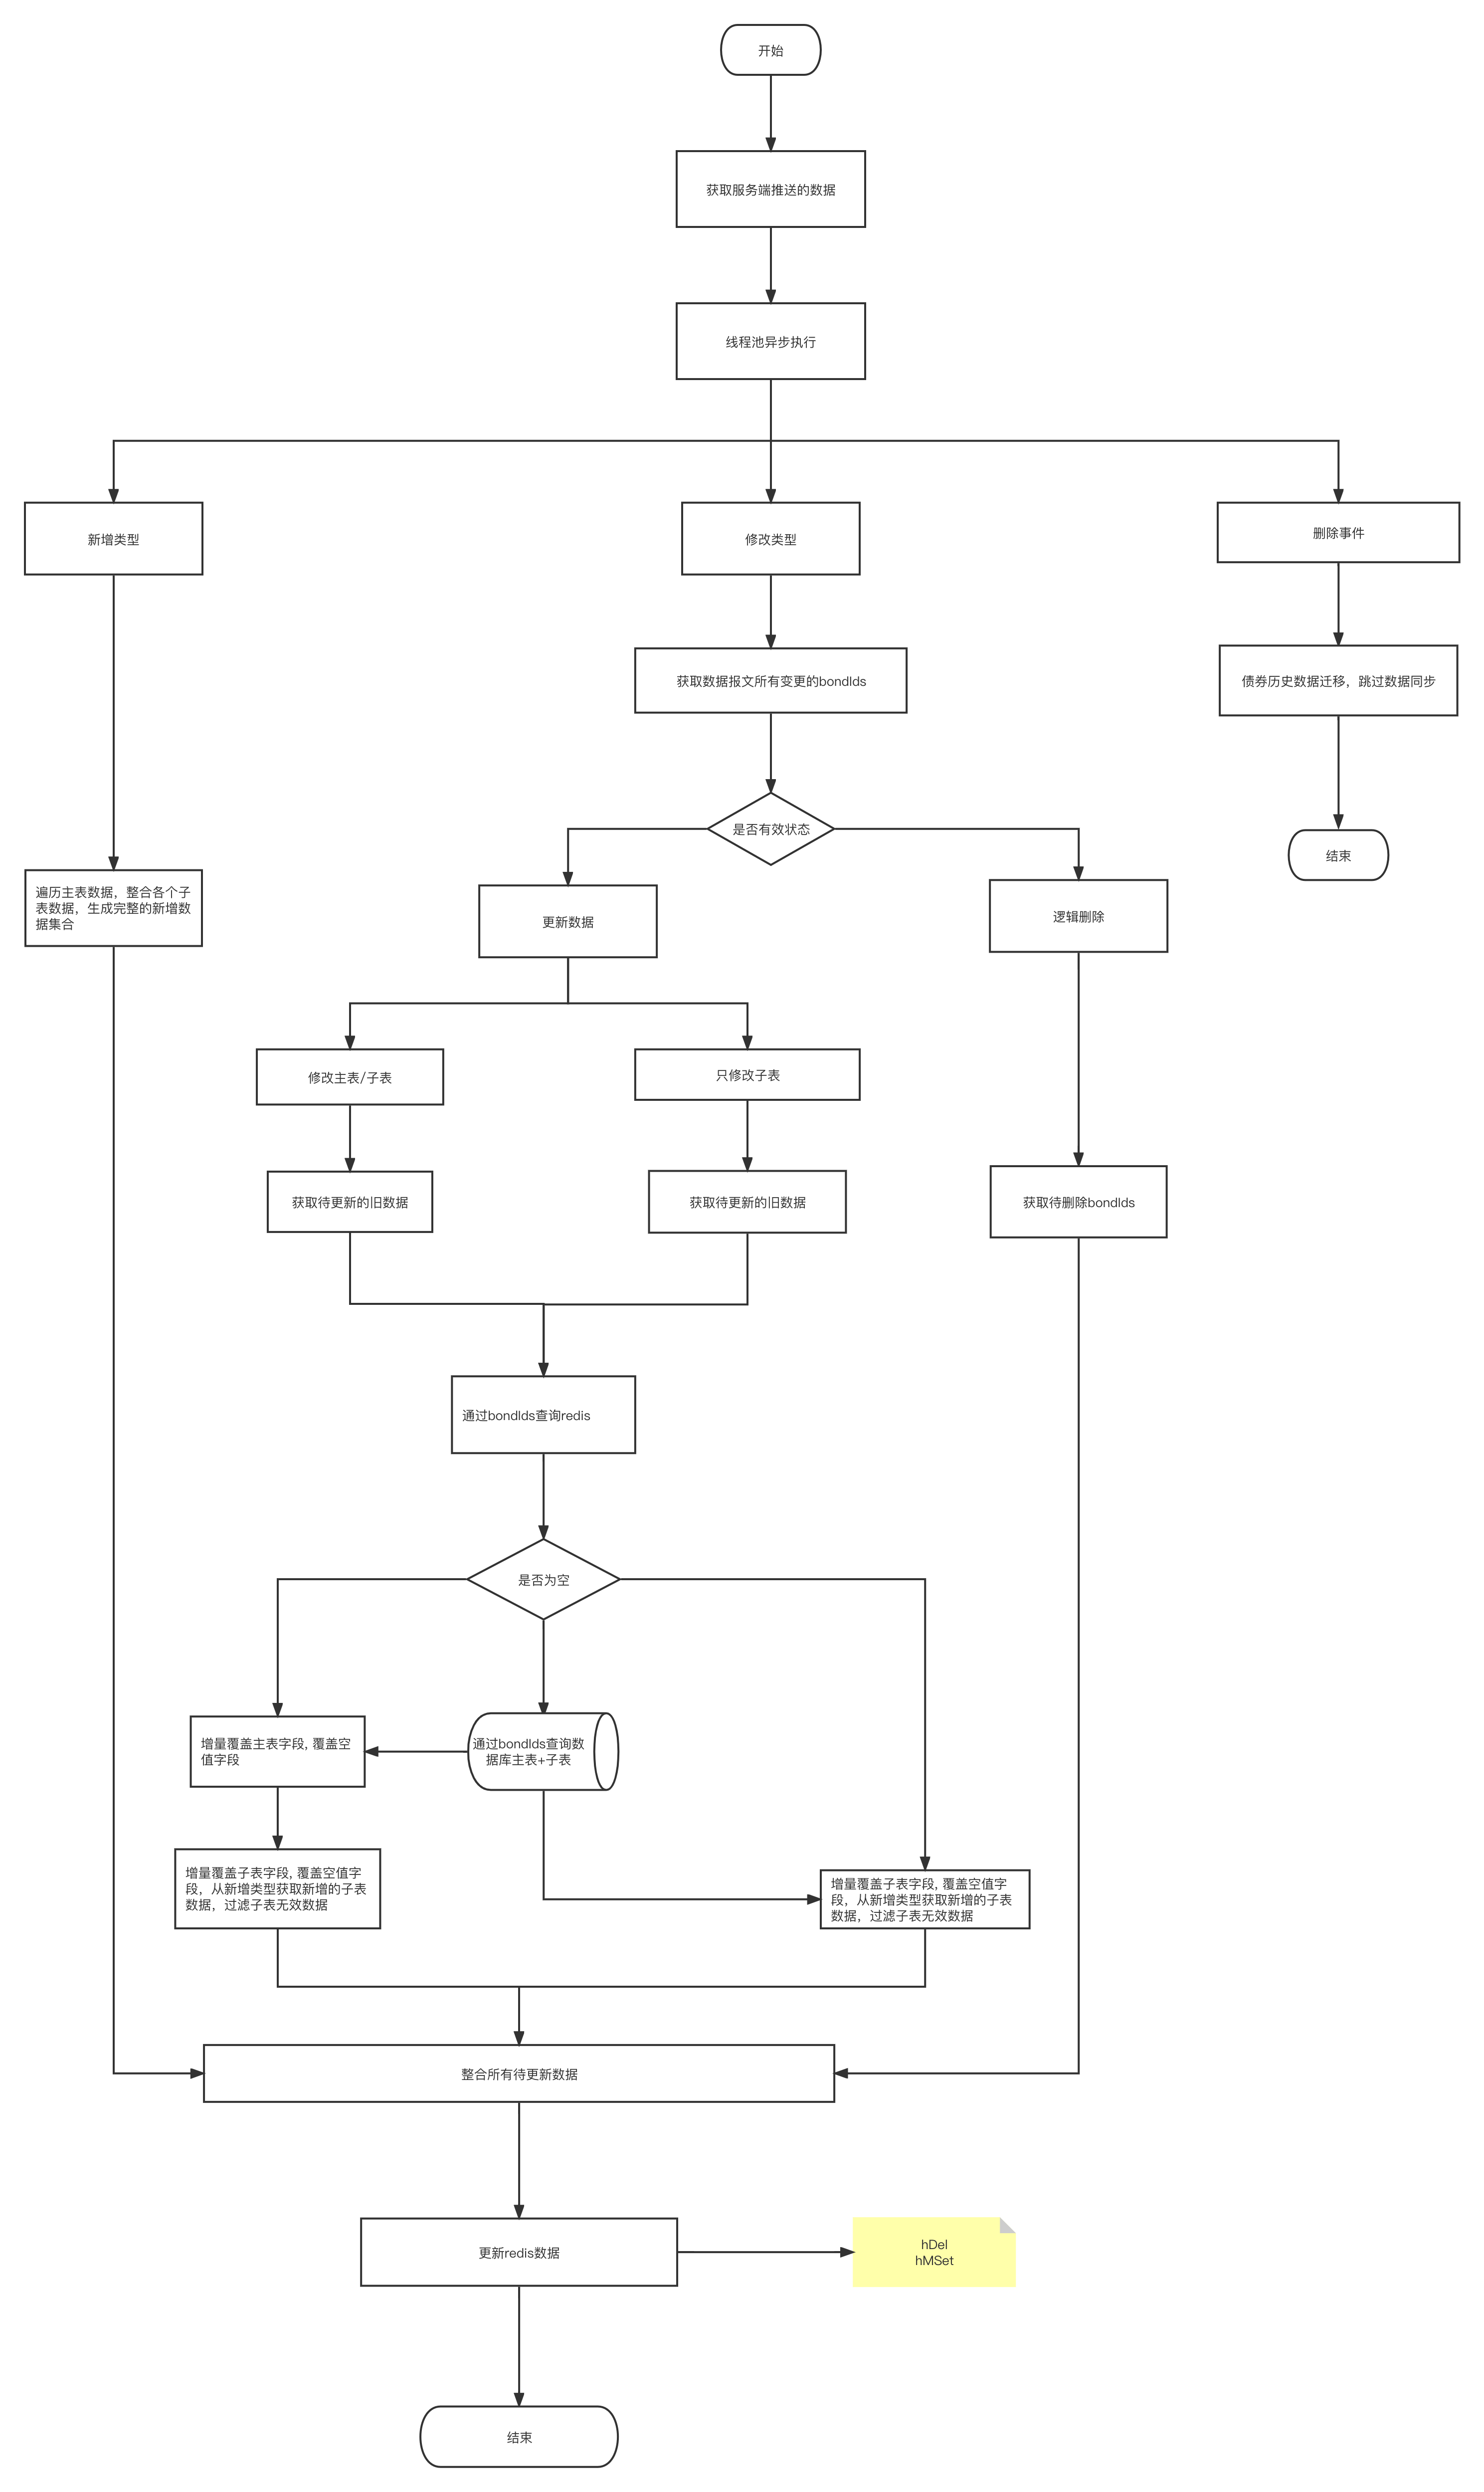 开始
获取服务端推送的数据
线程池异步执行
新增类型
修改类型
删除事件
获取数据报文所有变更的bondIds
债券历史数据迁移，跳过数据同步
是否有效状态
结束
遍历主表数据，整合各个子
表数据，生成完整的新增数
据集合
更新数据
逻辑删除
修改主表/子表
只修改子表
获取待更新的旧数据
获取待更新的旧数据
获取待删除bondIds
通过bondIds查询redis
是否为空
增量覆盖主表字段, 覆盖空
值字段
通过bondIds查询数
据库主表+子表
增量覆盖子表字段, 覆盖空值字
段，从新增类型获取新增的子表
数据，过滤子表无效数据
增量覆盖子表字段, 覆盖空值字
段，从新增类型获取新增的子表
数据，过滤子表无效数据
整合所有待更新数据
更新redis数据
hDel
hMSet
结束